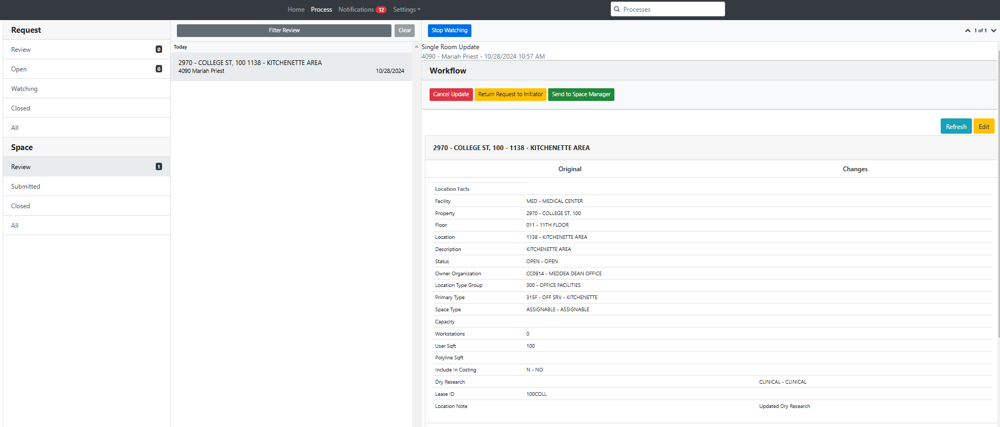 Home Process Notifications 12 Settings Processes
Request
Review 0
Open 0
Watching
Closed
All
Space
Review 1
Submitted
Closed
All
Filter Review Clear
Today
2970 - COLLEGE ST, 100 1138 - KITCHENETTE AREA
4090 Mariah Priest 10/28/2024
Stop Watching 1 of 1
Single Room Update
4090 - Mariah Priest - 10/28/2024 10:57 AM
Workflow
Cancel Update Return Request to Initiator Send to Space Manager
Refresh Edit
2970 - COLLEGE ST, 100 - 1138 - KITCHENETTE AREA
Original Changes
Location Facts
Facility MED - MEDICAL CENTER
Property 2970 - COLLEGE ST, 100
Floor 011 - 11TH FLOOR
Location 1138 - KITCHENETTE AREA
Description KITCHENETTE AREA
Status OPEN - OPEN
Owner Organization CC0914 - MEDDEA DEAN OFFICE
Location Type Group 300 - OFFICE FACILITIES
Primary Type 315F - OFF SRV - KITCHENETTE
Space Type ASSIGNABLE - ASSIGNABLE
Capacity
Workstations 0
User Sqft 100
Polyline Sqft
Include In Costing N - NO
Dry Research CLINICAL - CLINICAL
Lease ID 100COLL
Location Note Updated Dry Research